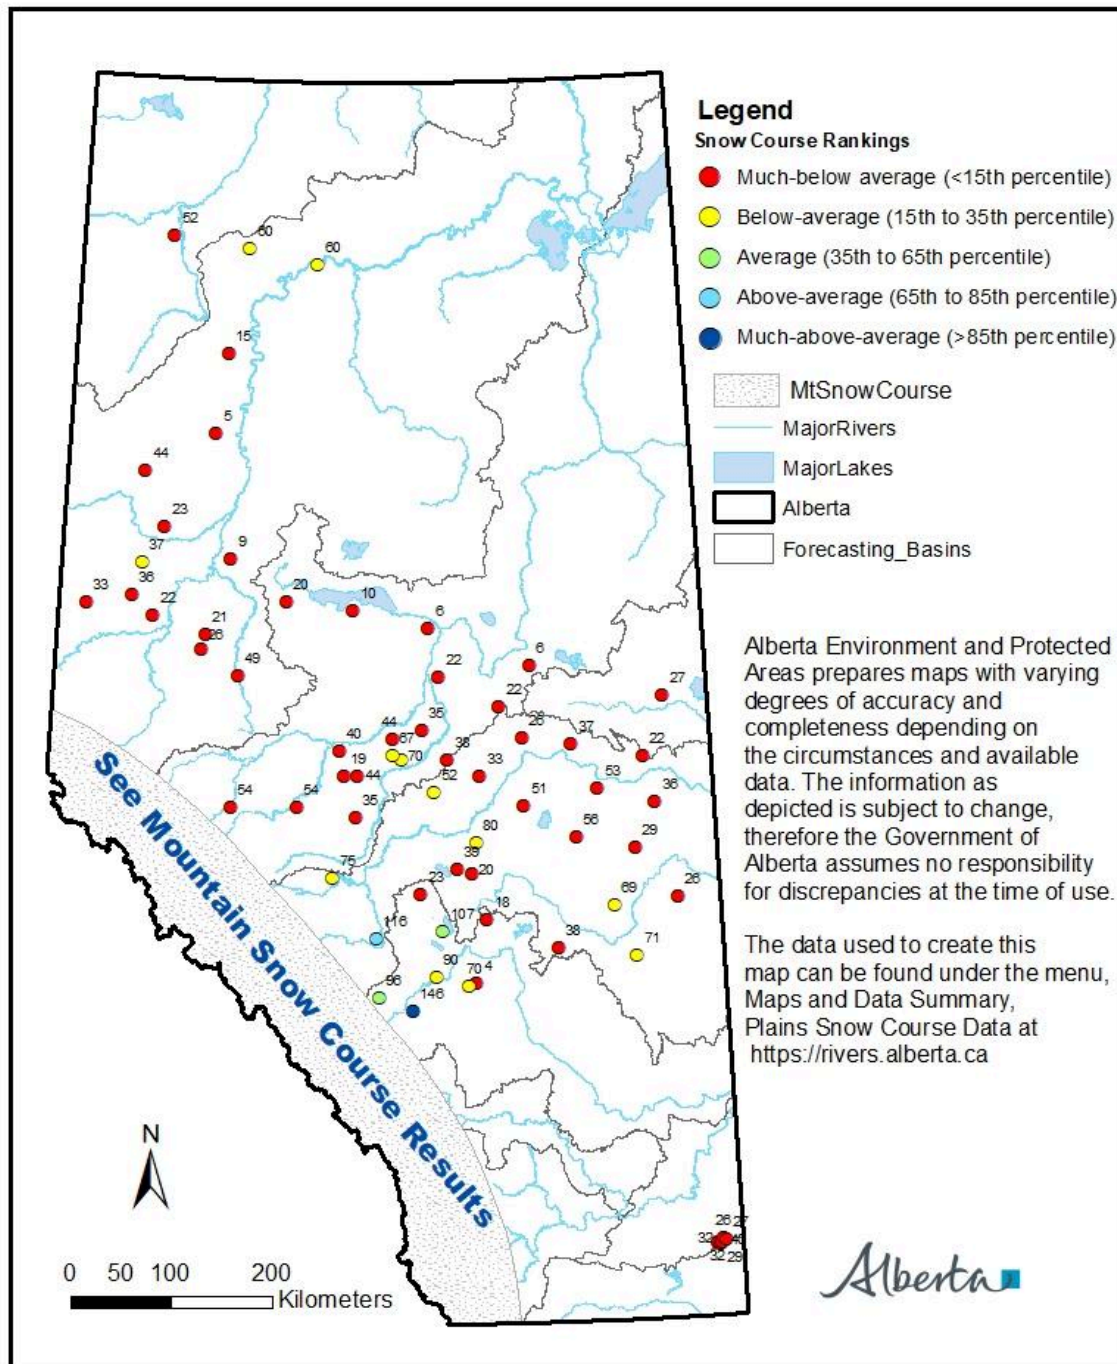 Legend
Snow Course Rankings
Much-below average (<15th percentile)
Below-average (15th to 35th percentile)
Average (35th to 65th percentile)
Above-average (65th to 85th percentile)
Much-above-average (>85th percentile)
MtSnowCourse
MajorRivers
MajorLakes
Alberta
Forecasting_Basins
52
60
60
15
5
44
23
37
9
36
33
22
20
10
6
21
26
49
22
6
27
22
35
44
67
70
40
26
37
22
38
19
44
33
52
53
36
54
54
35
51
56
29
80
75
39
20
23
69
26
18
107
116
38
71
90
70
4
96
146
26
27
32
32
29
See Mountain Snow Course Results
Alberta Environment and Protected
Areas prepares maps with varying
degrees of accuracy and
completeness depending on
the circumstances and available
data. The information as
depicted is subject to change,
therefore the Government of
Alberta assumes no responsibility
for discrepancies at the time of use.
The data used to create this
map can be found under the menu,
Maps and Data Summary,
Plains Snow Course Data at
https://rivers.alberta.ca
N
0 50 100 200
Kilometers
Alberta